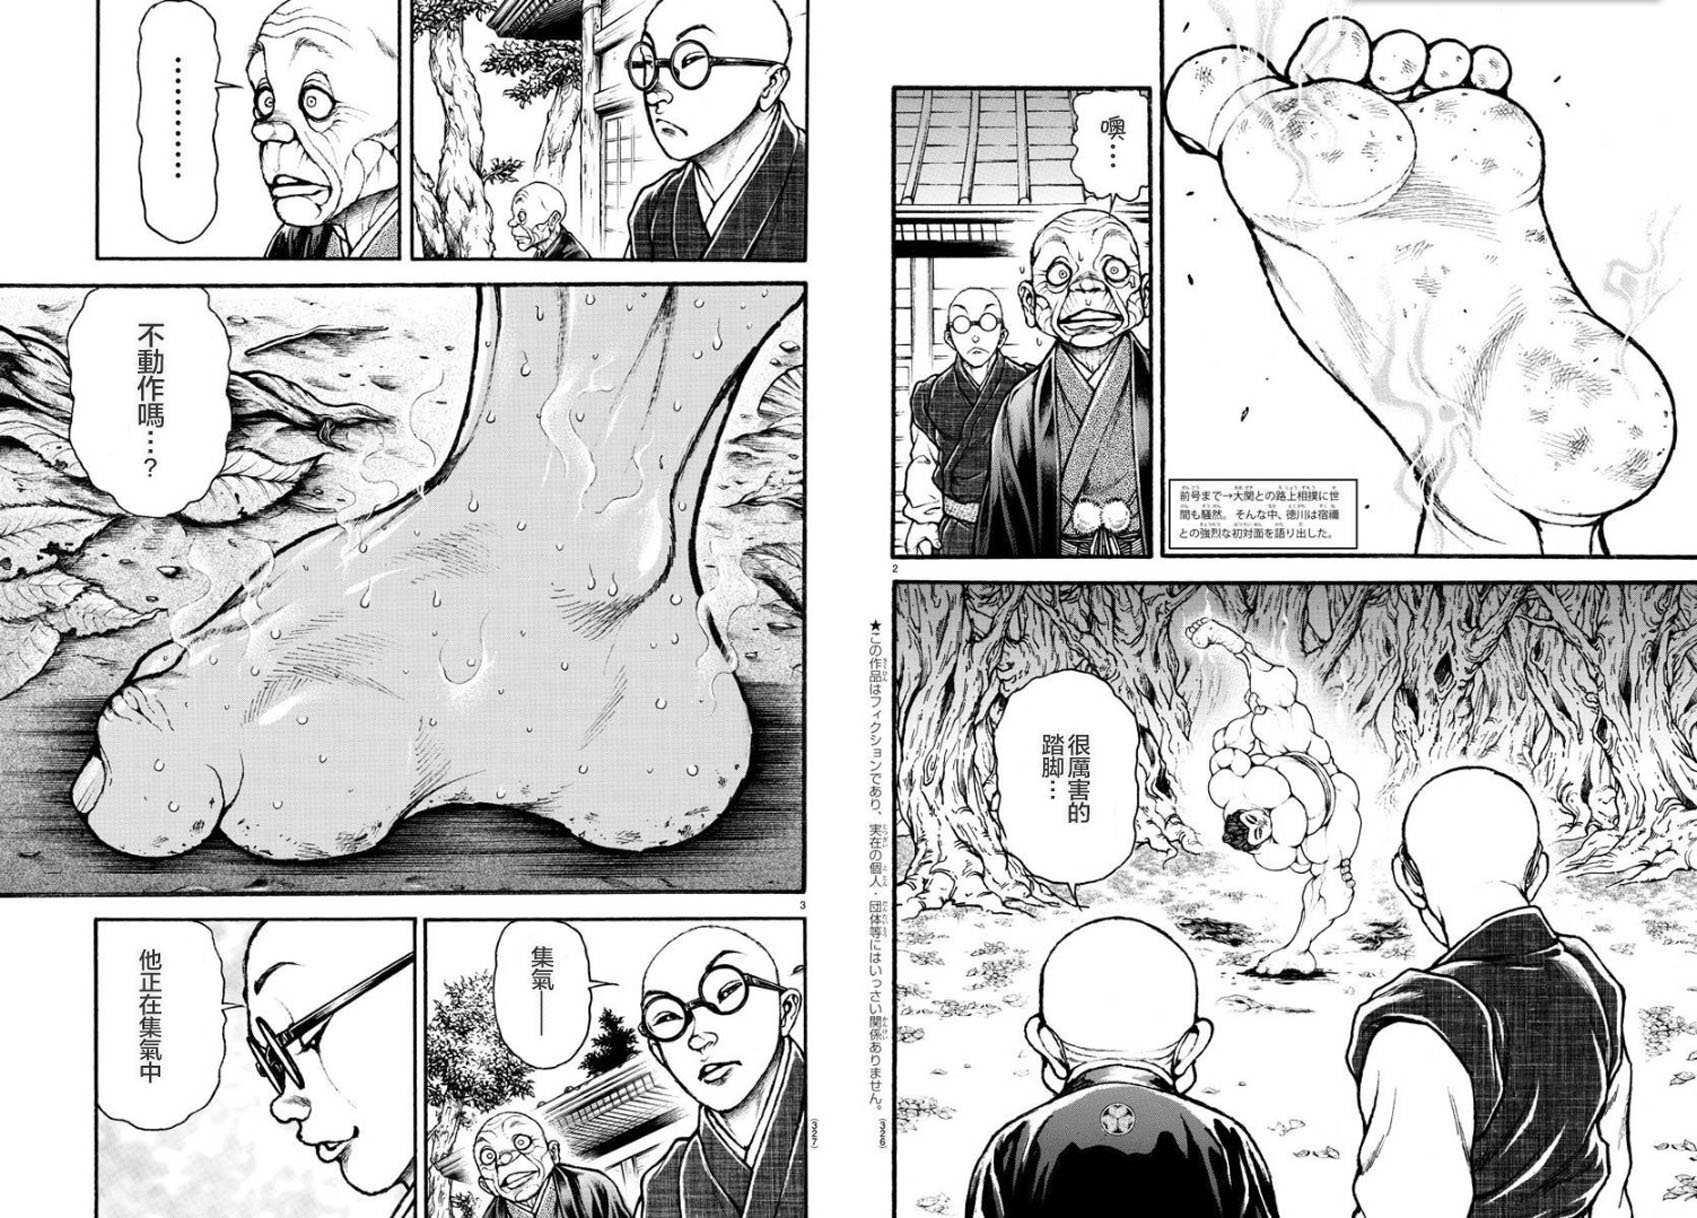 前号まで→大関との路上相撲に世
間も騒然。そんな中、徳川は宿禰
との強烈な初対面を語り出した。
噢…
2
很厲害的
踏脚…
★この作品はフィクションであり、実在の個人・団体等にはいっさい関係ありません。
(326)
…………
不動作嗎…?
3
集氣——
他正在集氣中
(327)